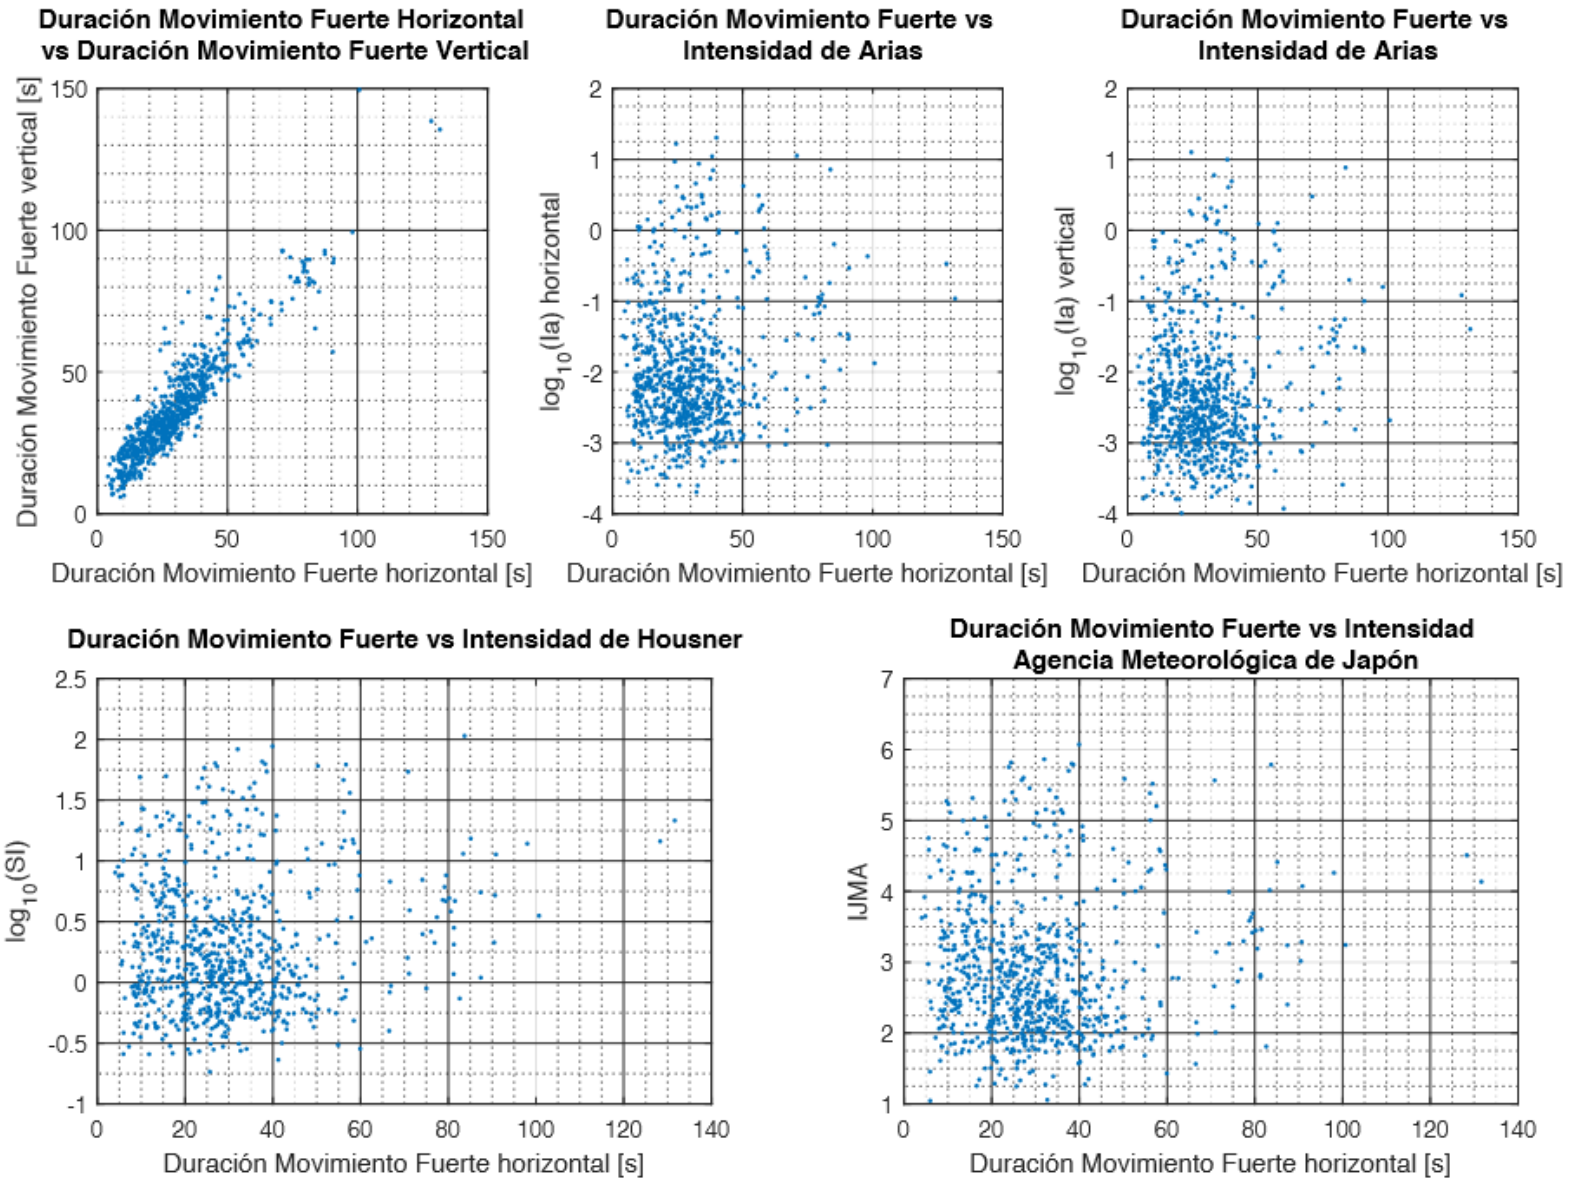 Duración Movimiento Fuerte Horizontal
vs Duración Movimiento Fuerte Vertical
Duración Movimiento Fuerte vertical [s]
150
100
50
0
0 50 100 150
Duración Movimiento Fuerte horizontal [s]
Duración Movimiento Fuerte vs
Intensidad de Arias
log10(Ia) horizontal
2
1
0
-1
-2
-3
-4
0 50 100 150
Duración Movimiento Fuerte horizontal [s]
Duración Movimiento Fuerte vs
Intensidad de Arias
log10(Ia) vertical
2
1
0
-1
-2
-3
-4
0 50 100 150
Duración Movimiento Fuerte horizontal [s]
Duración Movimiento Fuerte vs Intensidad de Housner
log10(SI)
2.5
2
1.5
1
0.5
0
-0.5
-1
0 20 40 60 80 100 120 140
Duración Movimiento Fuerte horizontal [s]
Duración Movimiento Fuerte vs Intensidad
Agencia Meteorológica de Japón
IJMA
7
6
5
4
3
2
1
0 20 40 60 80 100 120 140
Duración Movimiento Fuerte horizontal [s]